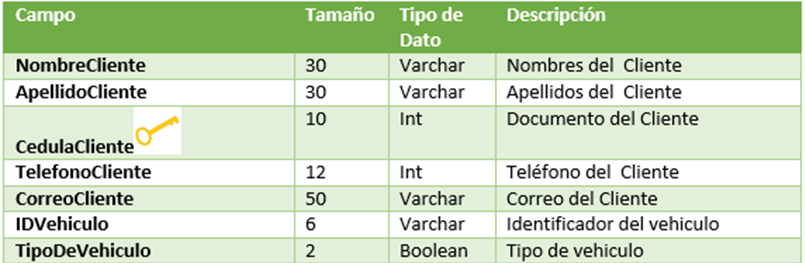 Campo Tamaño Tipo de Dato Descripción
NombreCliente 30 Varchar Nombres del Cliente
ApellidoCliente 30 Varchar Apellidos del Cliente
CedulaCliente 10 Int Documento del Cliente
TelefonoCliente 12 Int Teléfono del Cliente
CorreoCliente 50 Varchar Correo del Cliente
IDVehiculo 6 Varchar Identificador del vehiculo
TipoDeVehiculo 2 Boolean Tipo de vehiculo